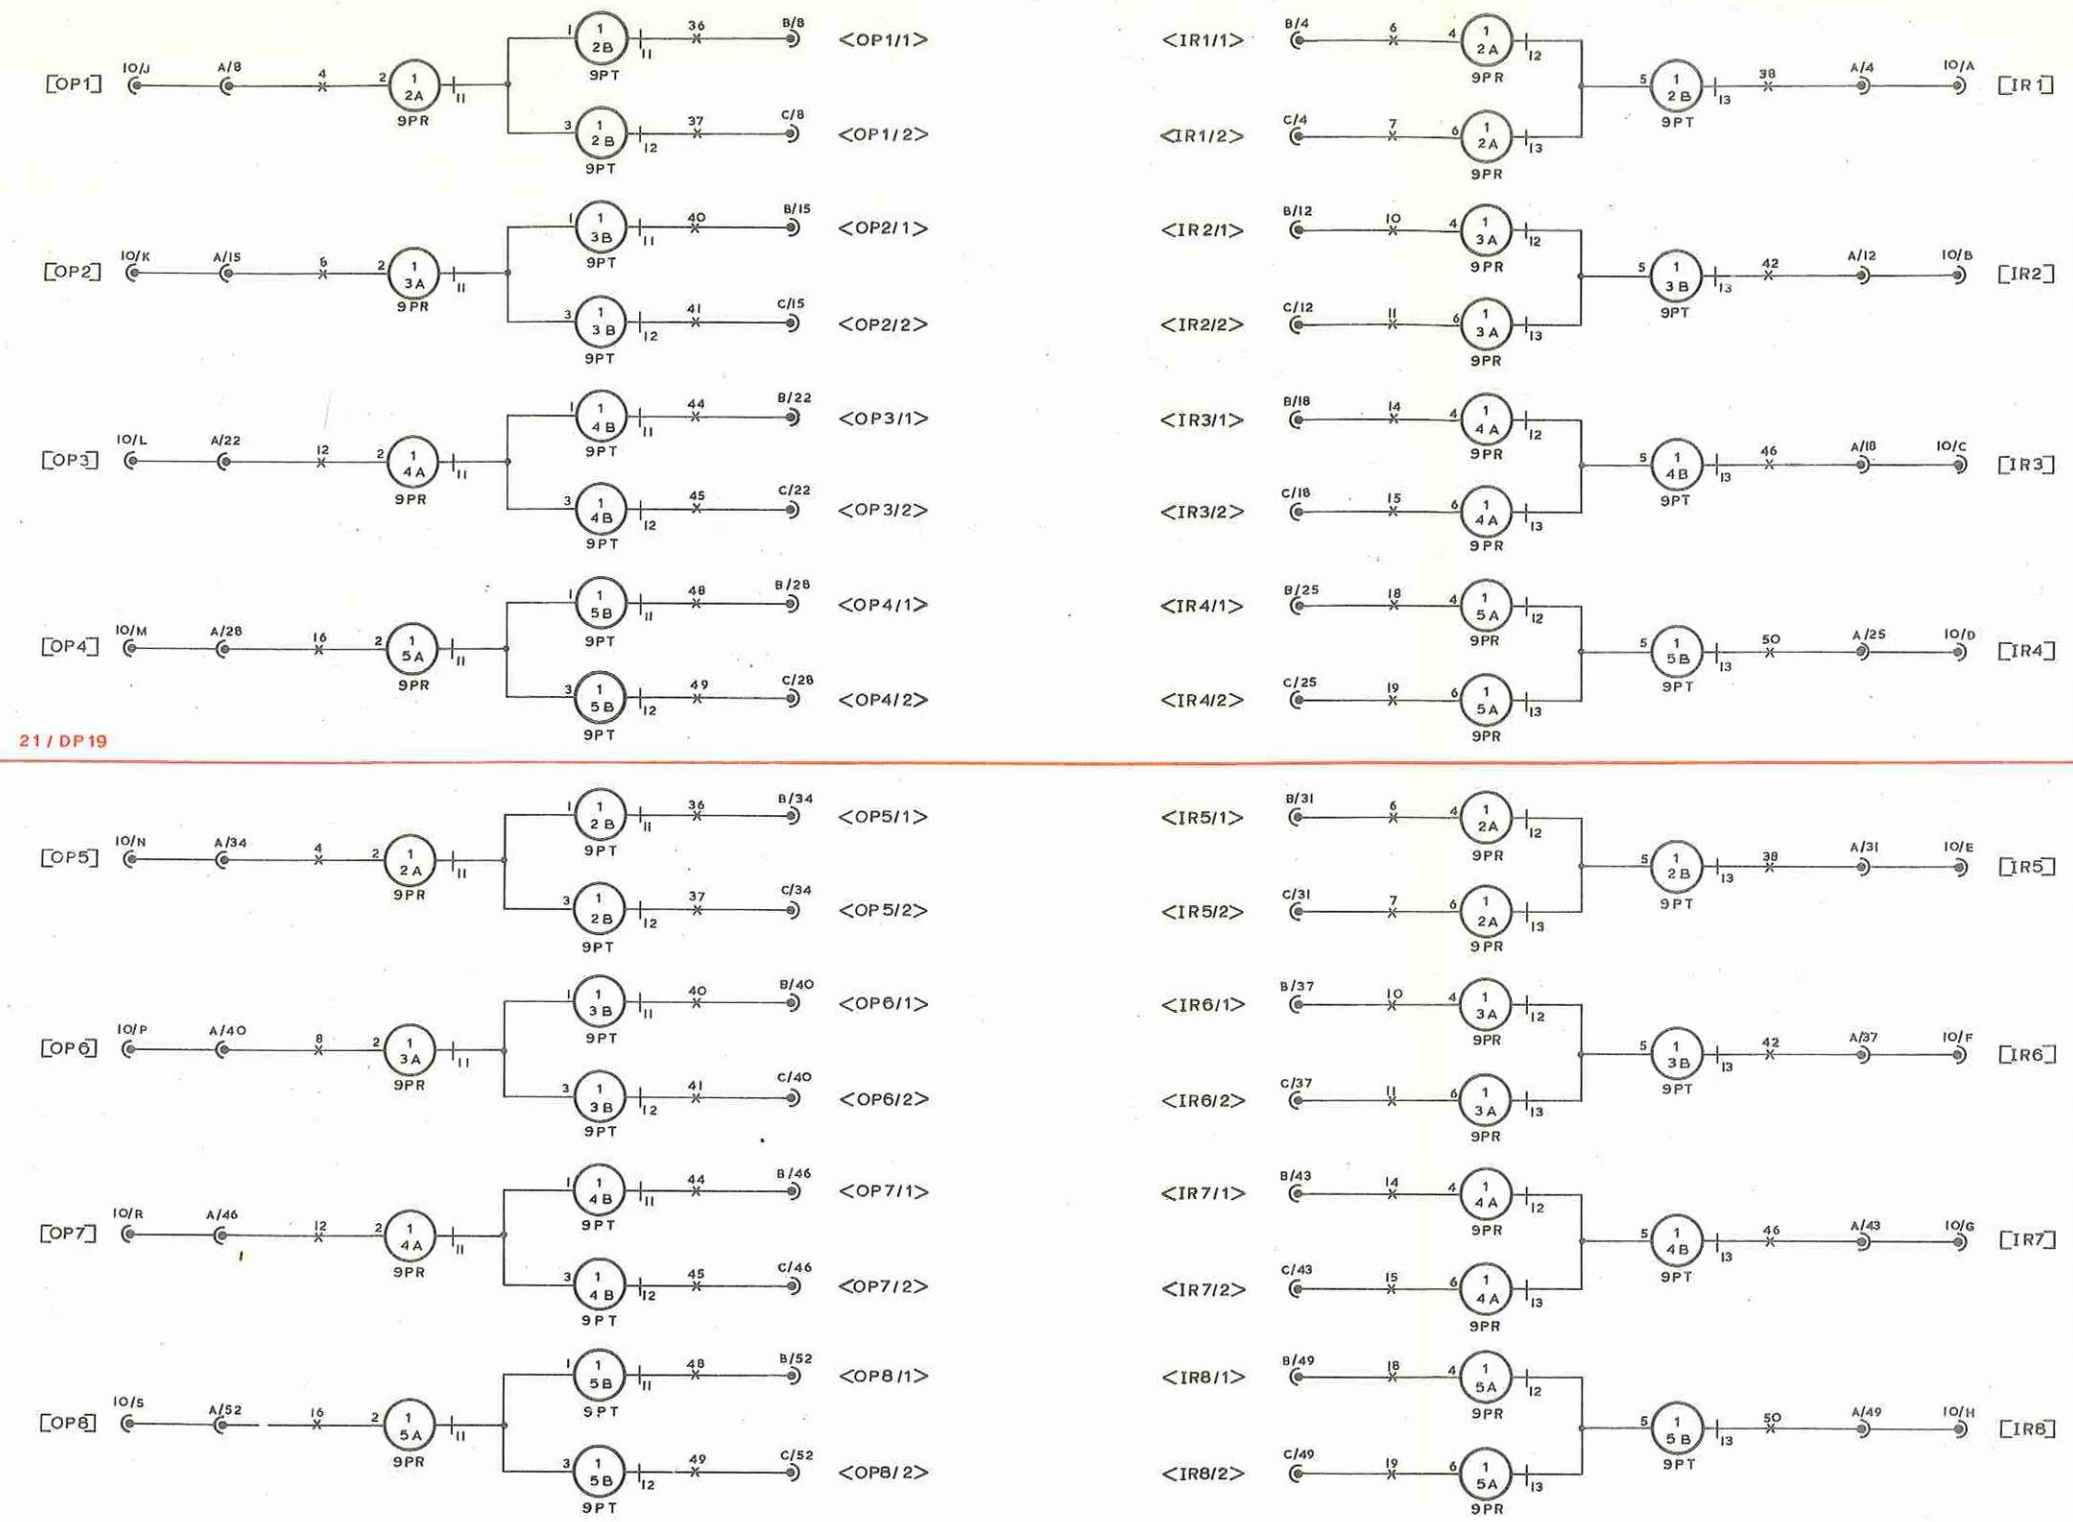 [OP1] 10/J A/8 4 2 1 2A 9PR 11
1 1 2B 9PT 11 36 B/8 <OP1/1>
3 1 2B 9PT 12 37 C/8 <OP1/2>
<IR1/1> B/4 6 4 1 2A 9PR 12
<IR1/2> C/4 7 6 1 2A 9PR 13
5 1 2B 9PT 13 38 A/4 10/A [IR1]
[OP2] 10/K A/15 8 2 1 3A 9PR 11
1 1 3B 9PT 11 40 B/15 <OP2/1>
3 1 3B 9PT 12 41 C/15 <OP2/2>
<IR2/1> B/12 10 4 1 3A 9PR 12
<IR2/2> C/12 11 6 1 3A 9PR 13
5 1 3B 9PT 13 42 A/12 10/B [IR2]
[OP3] 10/L A/22 12 2 1 4A 9PR 11
1 1 4B 9PT 11 44 B/22 <OP3/1>
3 1 4B 9PT 12 45 C/22 <OP3/2>
<IR3/1> B/18 14 4 1 4A 9PR 12
<IR3/2> C/18 15 6 1 4A 9PR 13
5 1 4B 9PT 13 46 A/18 10/C [IR3]
[OP4] 10/M A/28 16 2 1 5A 9PR 11
1 1 5B 9PT 11 48 B/28 <OP4/1>
3 1 5B 9PT 12 49 C/28 <OP4/2>
<IR4/1> B/25 18 4 1 5A 9PR 12
<IR4/2> C/25 19 6 1 5A 9PR 13
5 1 5B 9PT 13 50 A/25 10/D [IR4]
21/DP19
[OP5] 10/N A/34 4 2 1 2A 9PR 11
1 1 2B 9PT 11 36 B/34 <OP5/1>
3 1 2B 9PT 12 37 C/34 <OP5/2>
<IR5/1> B/31 6 4 1 2A 9PR 12
<IR5/2> C/31 7 6 1 2A 9PR 13
5 1 2B 9PT 13 38 A/31 10/E [IR5]
[OP6] 10/P A/40 8 2 1 3A 9PR 11
1 1 3B 9PT 11 40 B/40 <OP6/1>
3 1 3B 9PT 12 41 C/40 <OP6/2>
<IR6/1> B/37 10 4 1 3A 9PR 12
<IR6/2> C/37 11 6 1 3A 9PR 13
5 1 3B 9PT 13 42 A/37 10/F [IR6]
[OP7] 10/R A/46 12 2 1 4A 9PR 11
1 1 4B 9PT 11 44 B/46 <OP7/1>
3 1 4B 9PT 12 45 C/46 <OP7/2>
<IR7/1> B/43 14 4 1 4A 9PR 12
<IR7/2> C/43 15 6 1 4A 9PR 13
5 1 4B 9PT 13 46 A/43 10/G [IR7]
[OP8] 10/S A/52 16 2 1 5A 9PR 11
1 1 5B 9PT 11 48 B/52 <OP8/1>
3 1 5B 9PT 12 49 C/52 <OP8/2>
<IR8/1> B/49 18 4 1 5A 9PR 12
<IR8/2> C/49 19 6 1 5A 9PR 13
5 1 5B 9PT 13 50 A/49 10/H [IR8]